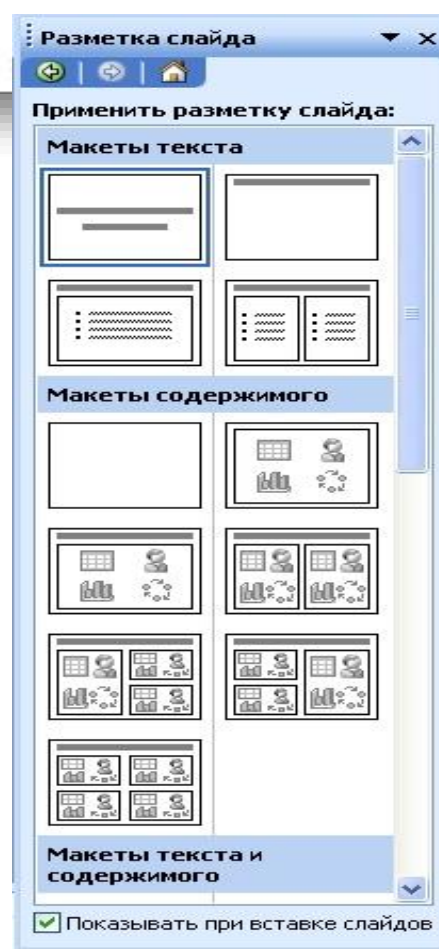 Разметка слайда
Применить разметку слайда:
Макеты текста
Макеты содержимого
Макеты текста и
содержимого
Показывать при вставке слайдов